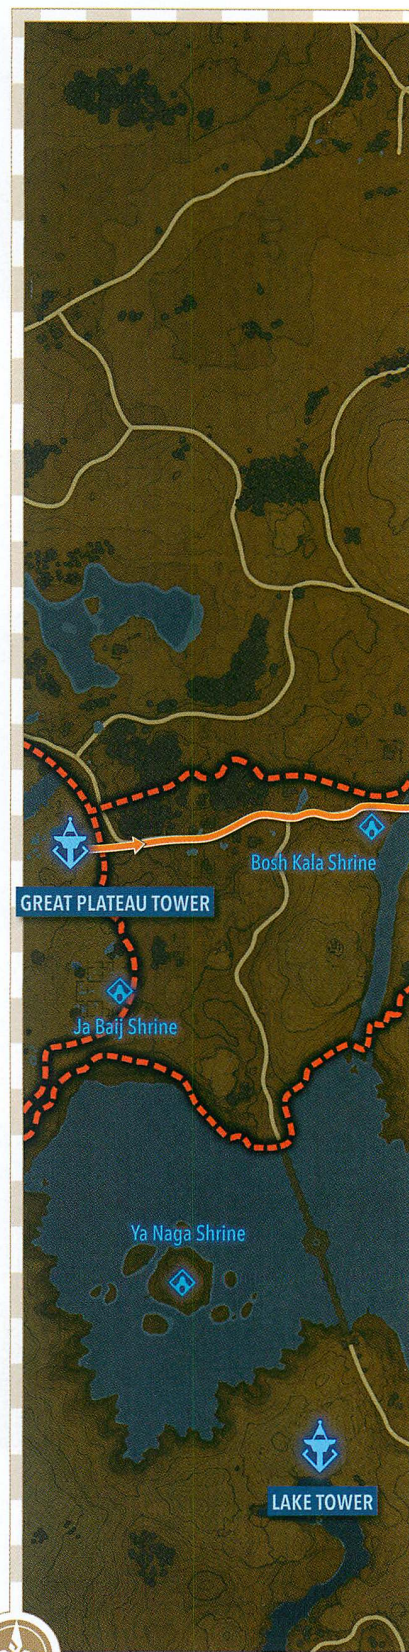 Bosh Kala Shrine
GREAT PLATEAU TOWER
Ja Baij Shrine
Ya Naga Shrine
LAKE TOWER